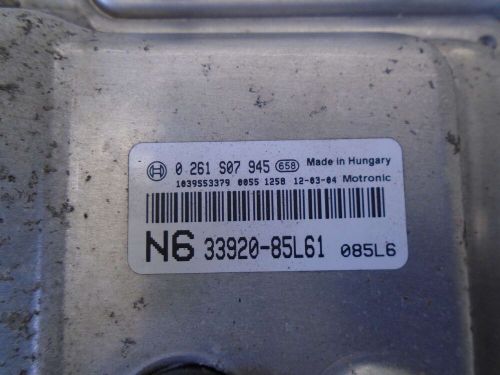 0 261 S07 945 658 Made in Hungary
1039S53379 0055 1258 12-03-04 Motronic
N6 33920-85L61 085L6